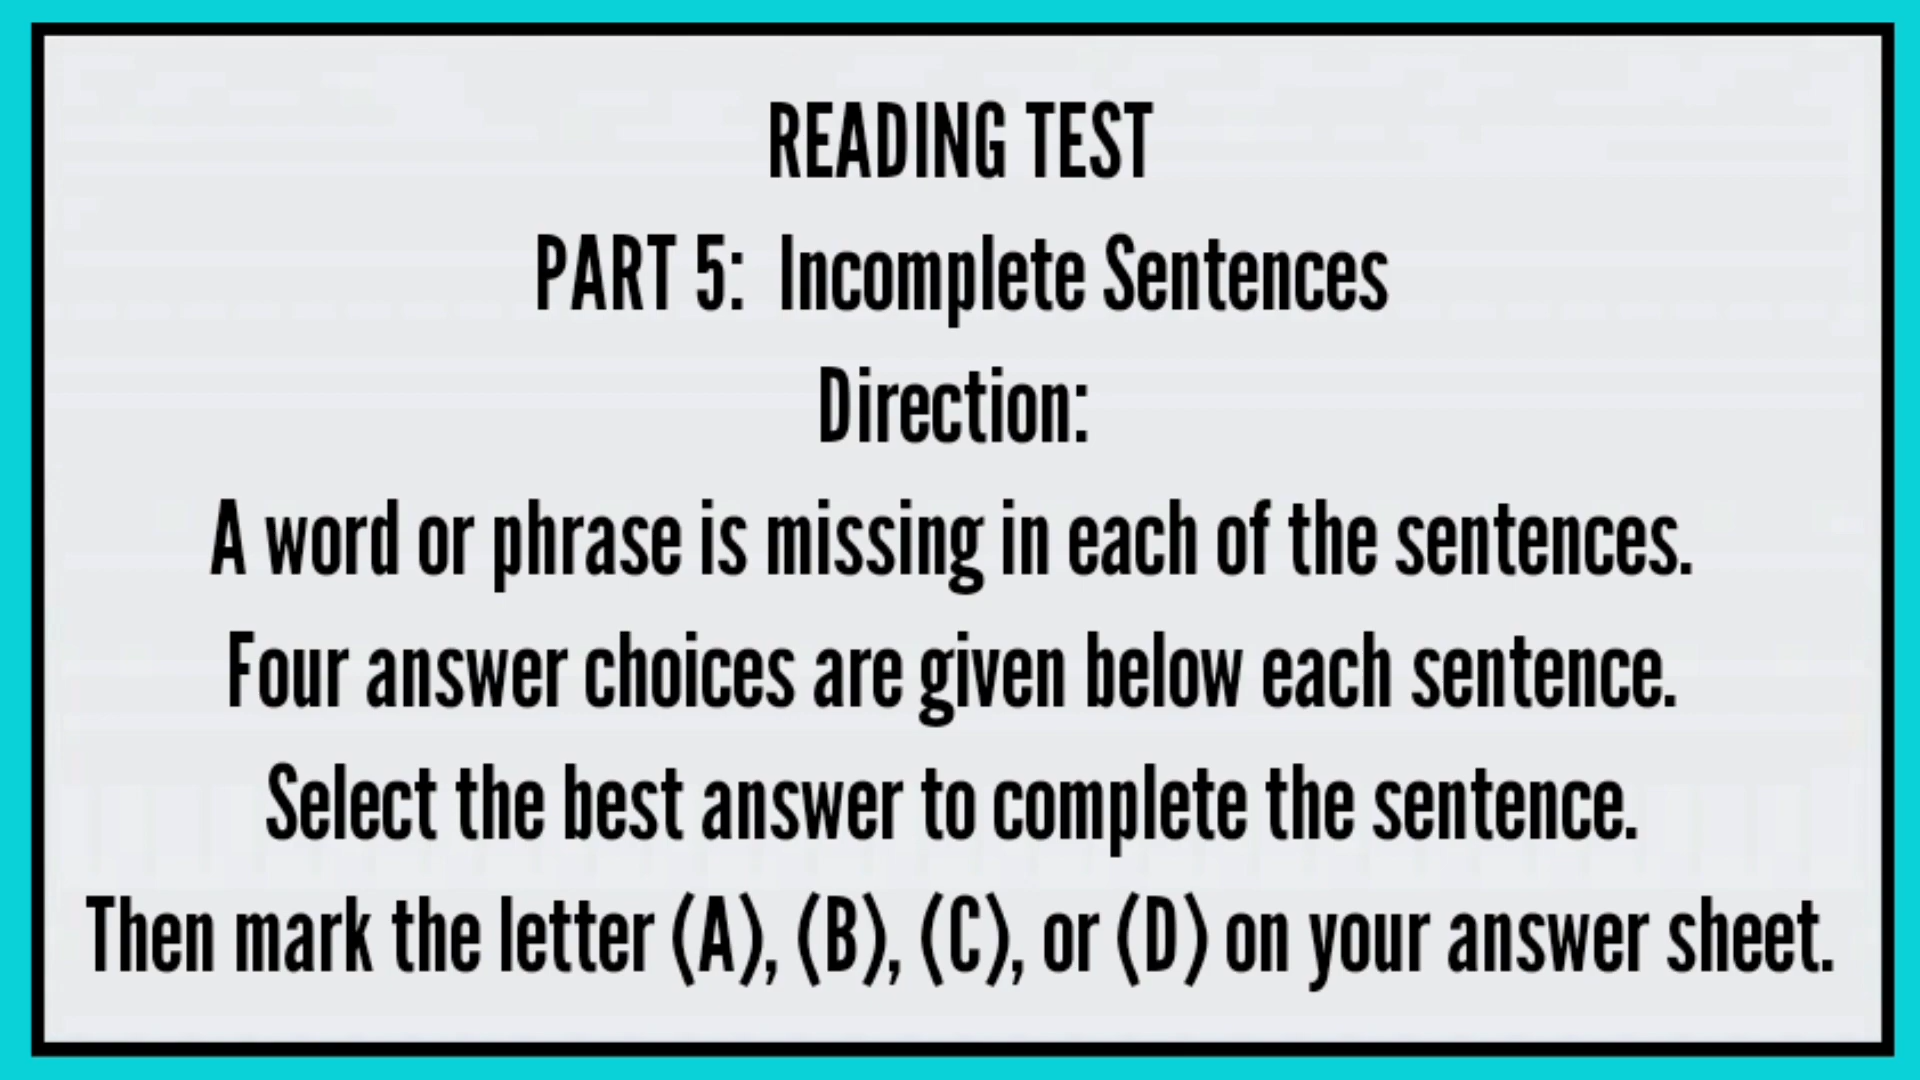 READING TEST
PART 5: Incomplete Sentences
Direction:
A word or phrase is missing in each of the sentences.
Four answer choices are given below each sentence.
Select the best answer to complete the sentence.
Then mark the letter (A), (B), (C), or (D) on your answer sheet.